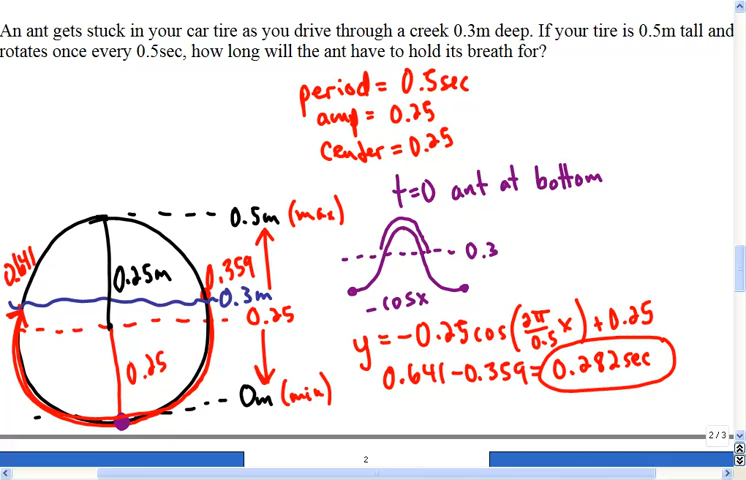 An ant gets stuck in your car tire as you drive through a creek 0.3m deep. If your tire is 0.5m tall and
rotates once every 0.5sec, how long will the ant have to hold its breath for?
period = 0.5sec
amp = 0.25
center = 0.25
t=0 ant at bottom
0.5m (max)
0.641
0.25m
0.359
0.3m
0.25
0.25
0m (min)
0.3
-cosx
y = -0.25cos(2π/0.5 x) + 0.25
0.641 - 0.359 = 0.282sec
2 / 3
2